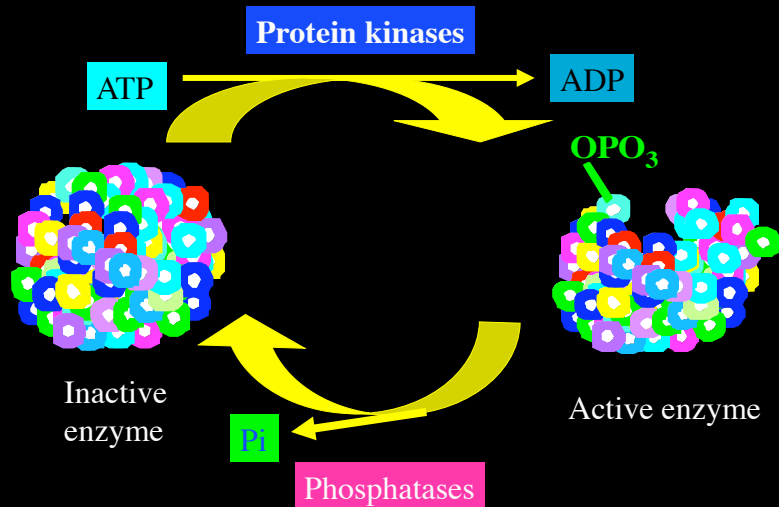 Protein kinases
ATP
ADP
OPO₃
Inactive
enzyme
Active enzyme
Pi
Phosphatases